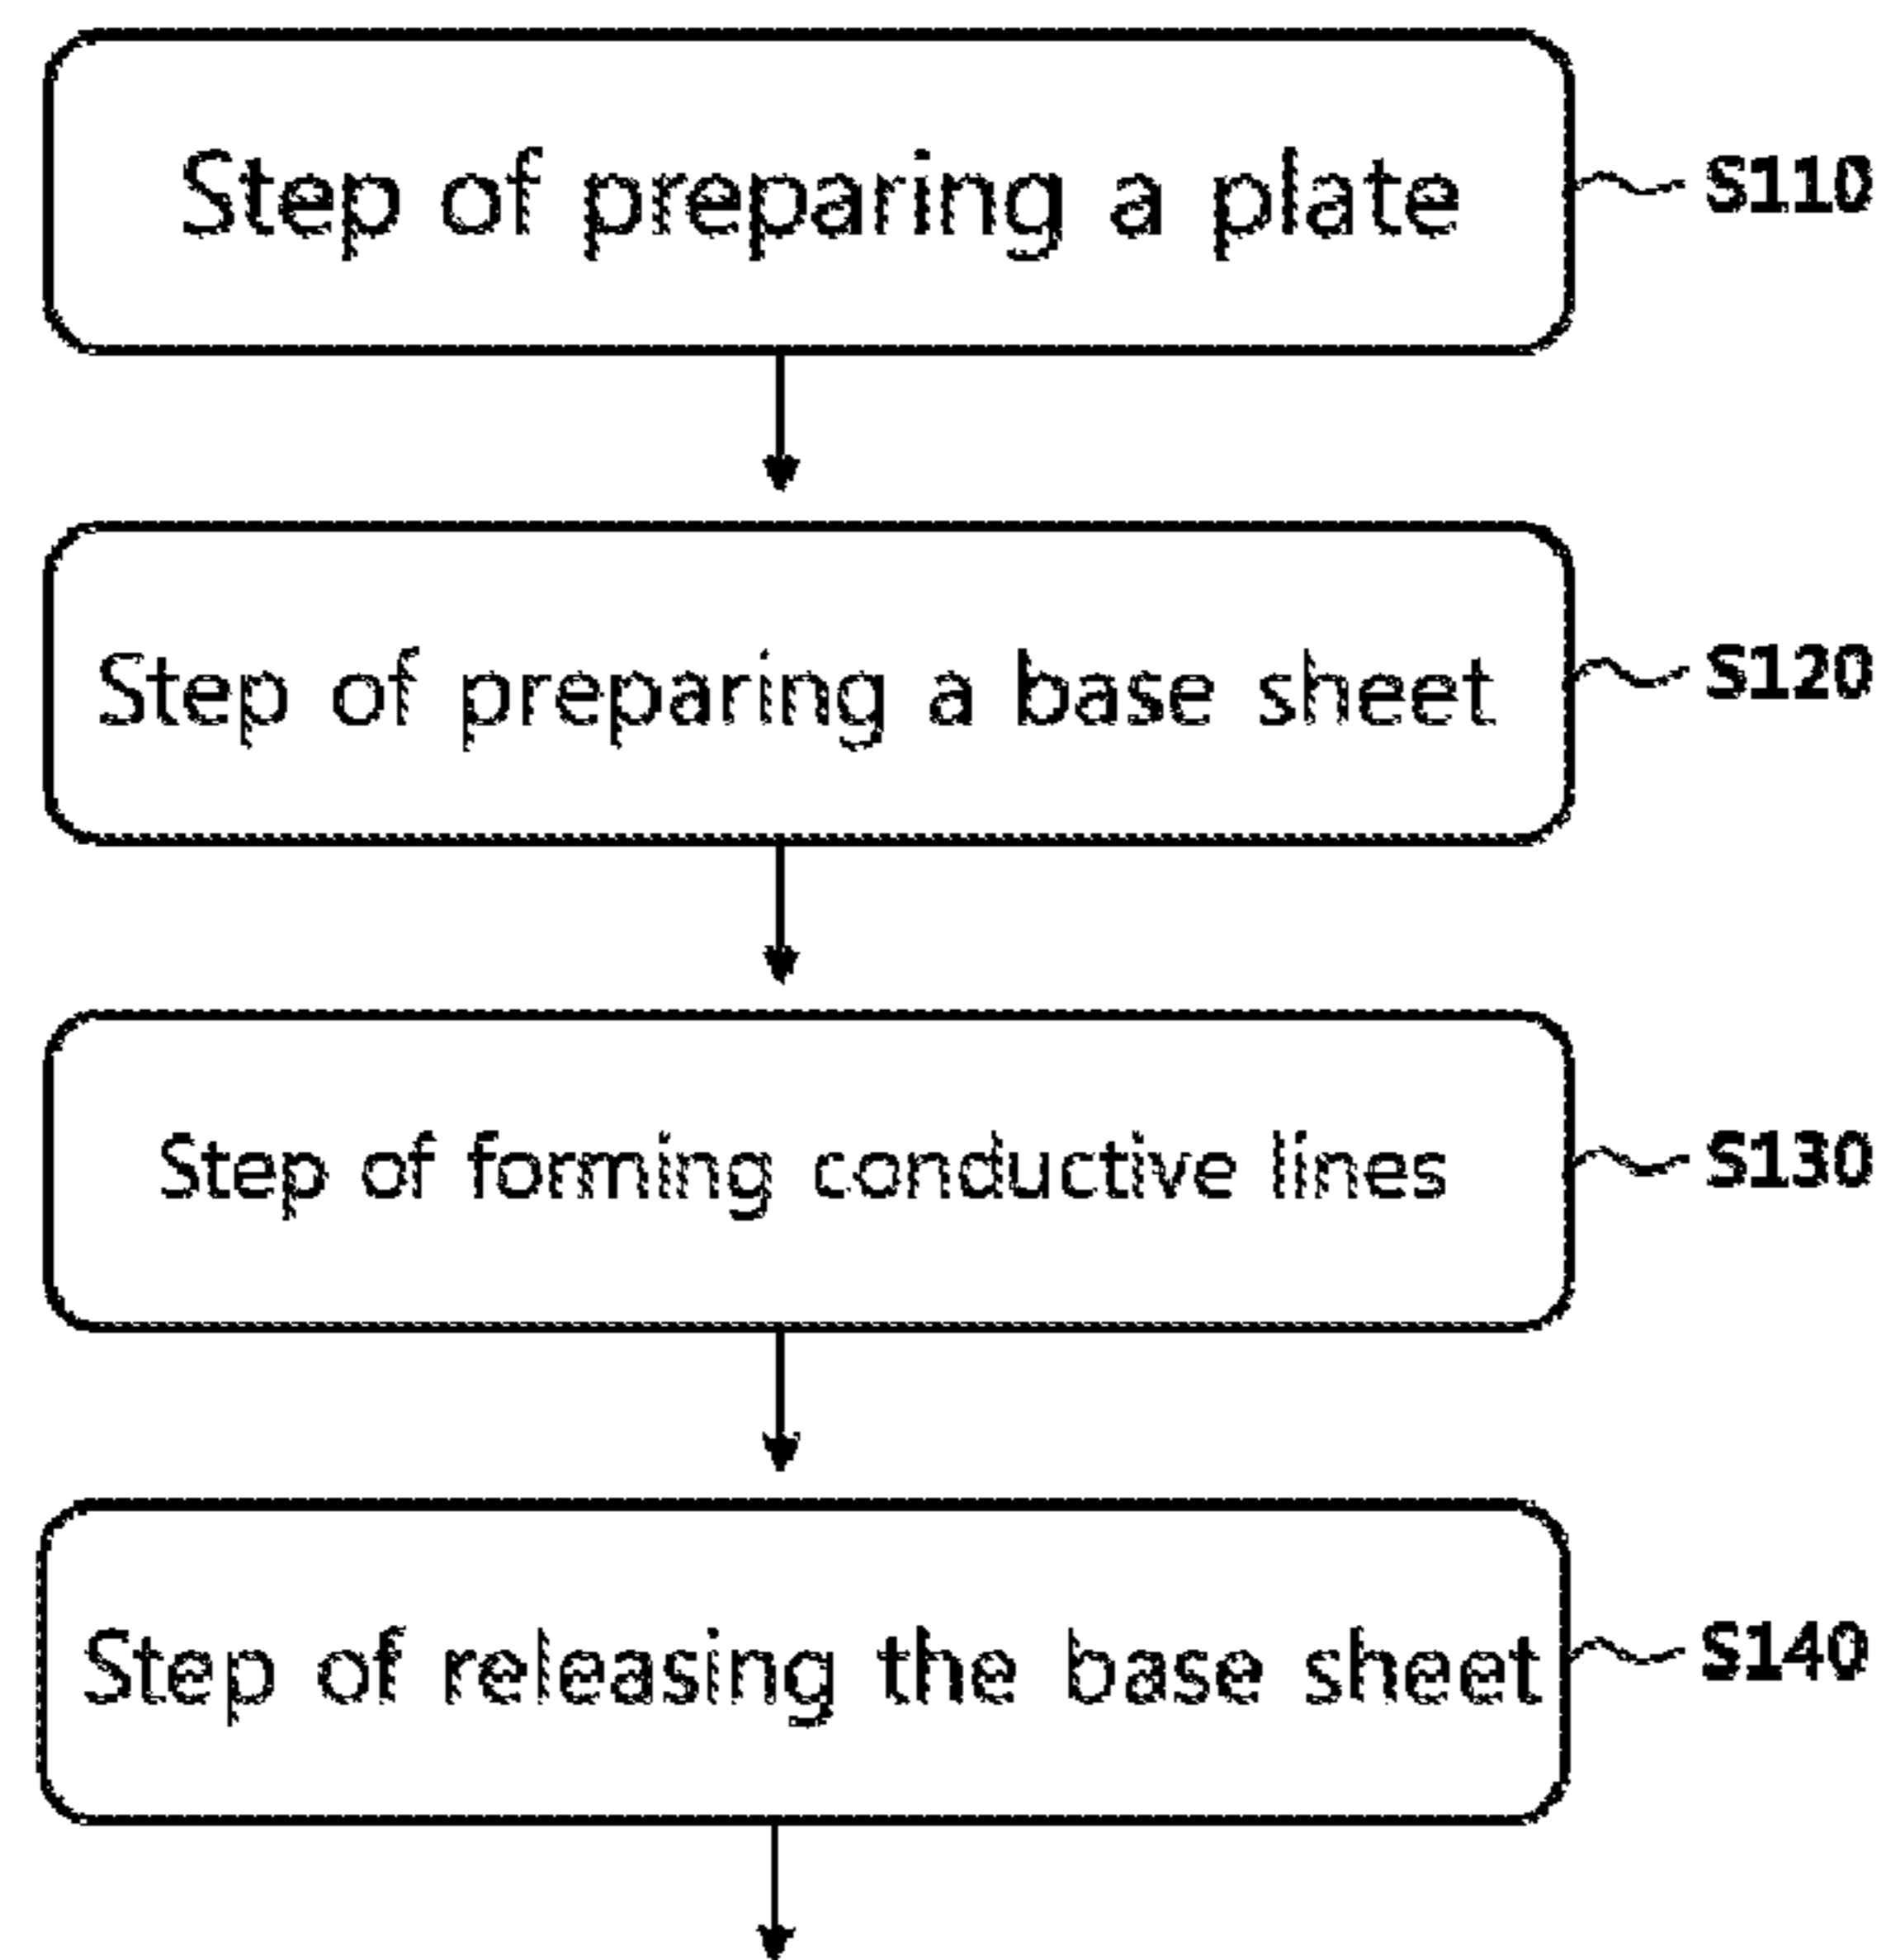 Step of preparing a plate
S110
Step of preparing a base sheet
S120
Step of forming conductive lines
S130
Step of releasing the base sheet
S140